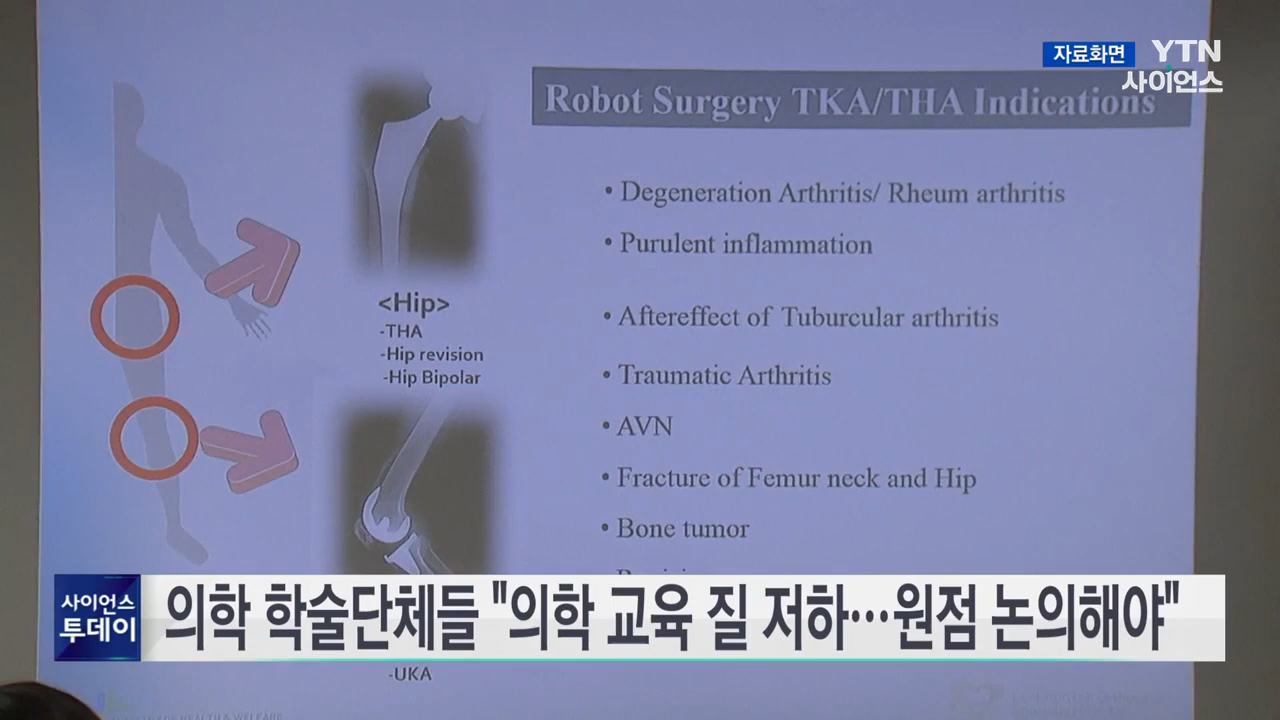 자료화면
YTN
사이언스
Robot Surgery TKA/THA Indications
• Degeneration Arthritis/ Rheum arthritis
• Purulent inflammation
• Aftereffect of Tuburcular arthritis
• Traumatic Arthritis
• AVN
• Fracture of Femur neck and Hip
• Bone tumor
<Hip>
-THA
-Hip revision
-Hip Bipolar
사이언스
투데이
의학 학술단체들 "의학 교육 질 저하…원점 논의해야"
-UKA
HEALTH & WELFARE